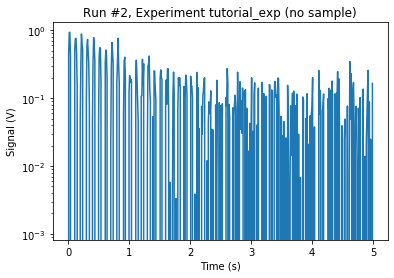 Run #2, Experiment tutorial_exp (no sample)
Signal (V)
10⁰
10⁻¹
10⁻²
10⁻³
0 1 2 3 4 5
Time (s)